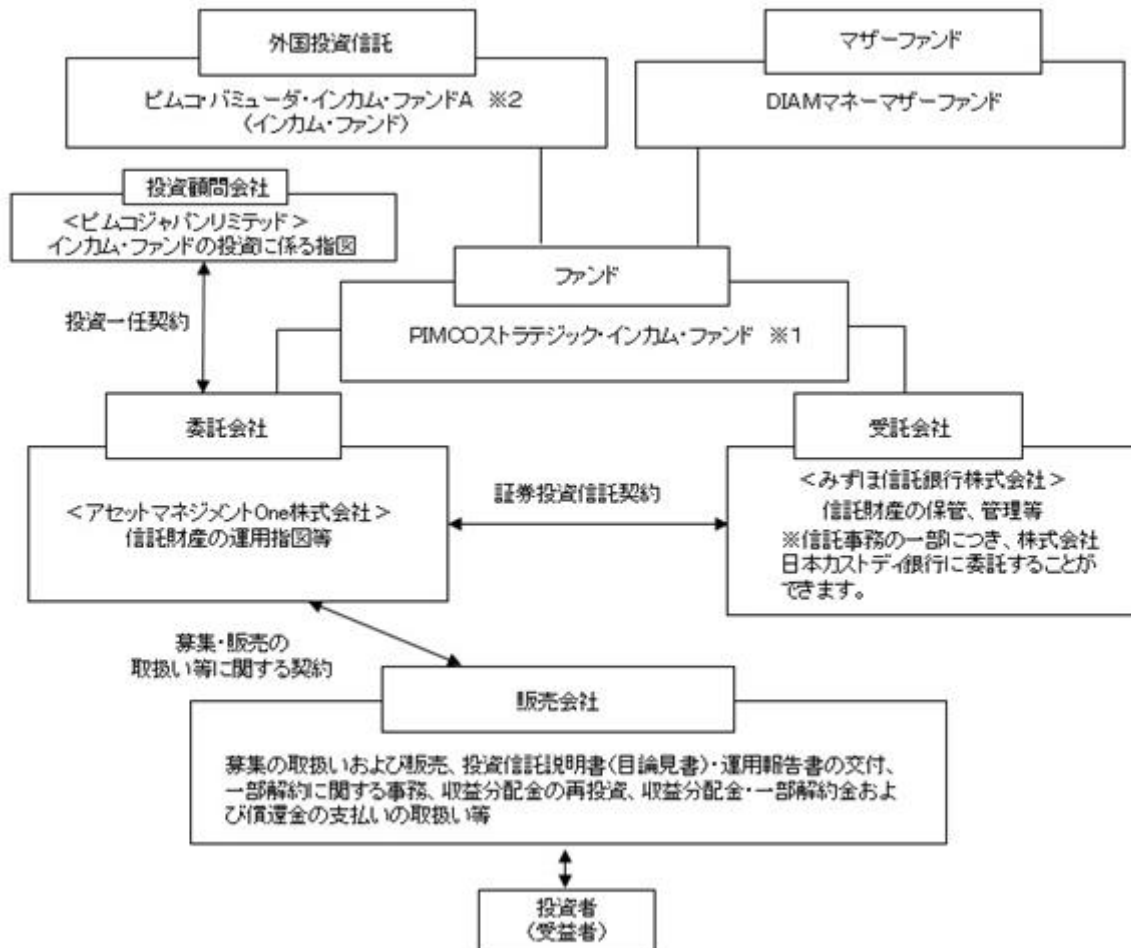 外国投資信託
ピムコ・バミューダ・インカム・ファンドA ※2
（インカム・ファンド）
マザーファンド
DIAMマネーマザーファンド
投資顧問会社
＜ピムコジャパンリミテッド＞
インカム・ファンドの投資に係る指図
投資一任契約
ファンド
PIMCOストラテジック・インカム・ファンド ※1
委託会社
＜アセットマネジメントOne株式会社＞
信託財産の運用指図等
証券投資信託契約
受託会社
＜みずほ信託銀行株式会社＞
信託財産の保管、管理等
※信託事務の一部につき、株式会社
日本カストディ銀行に委託することが
できます。
募集・販売の
取扱い等に関する契約
販売会社
募集の取扱いおよび販売、投資信託説明書（目論見書）・運用報告書の交付、
一部解約に関する事務、収益分配金の再投資、収益分配金・一部解約金およ
び償還金の支払いの取扱い等
投資者
（受益者）